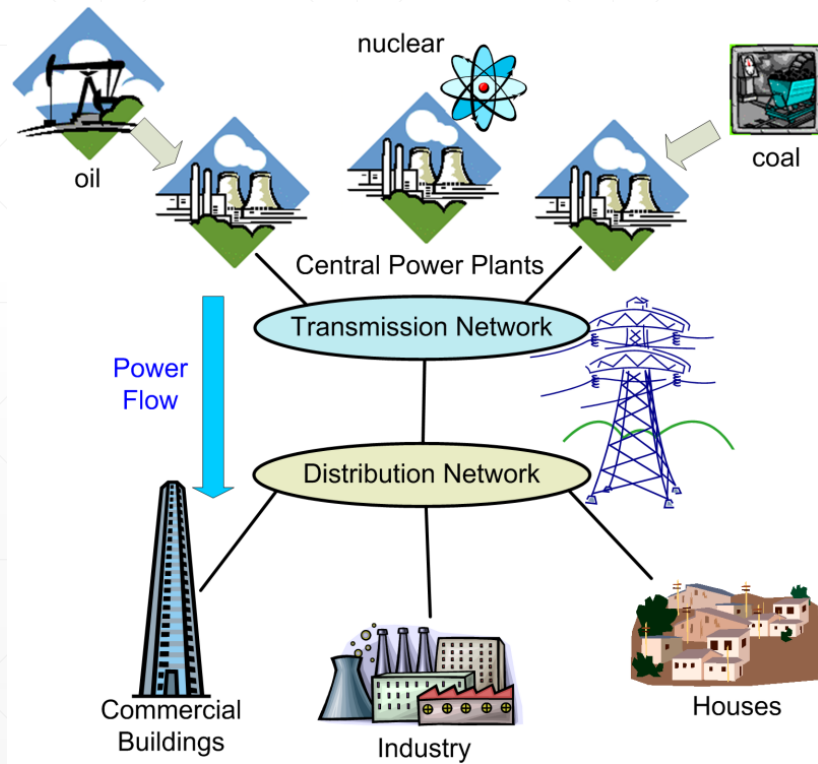 nuclear
oil
coal
Central Power Plants
Transmission Network
Power
Flow
Distribution Network
Commercial
Buildings
Industry
Houses